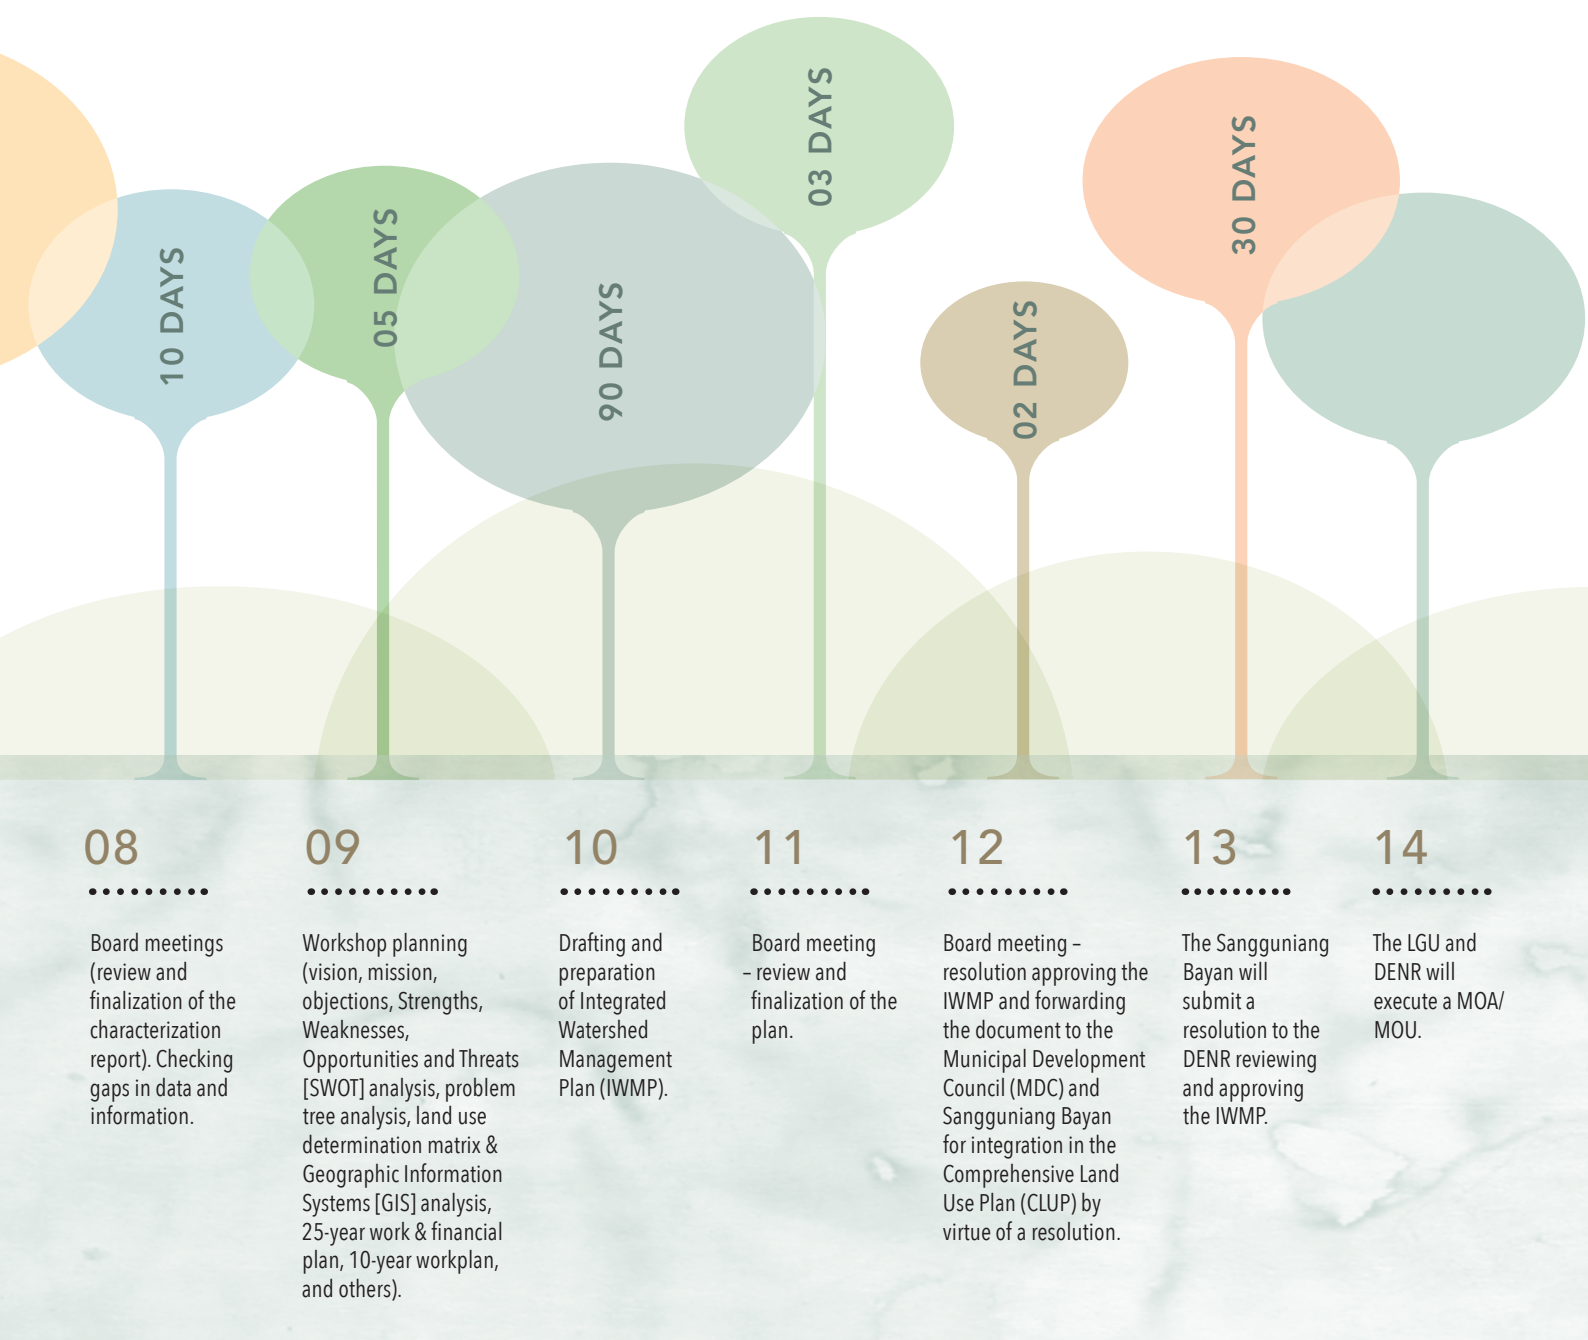 10 DAYS
05 DAYS
90 DAYS
03 DAYS
02 DAYS
30 DAYS
08
Board meetings
(review and
finalization of the
characterization
report). Checking
gaps in data and
information.
09
Workshop planning
(vision, mission,
objections, Strengths,
Weaknesses,
Opportunities and Threats
[SWOT] analysis, problem
tree analysis, land use
determination matrix &
Geographic Information
Systems [GIS] analysis,
25-year work & financial
plan, 10-year workplan,
and others).
10
Drafting and
preparation
of Integrated
Watershed
Management
Plan (IWMP).
11
Board meeting
– review and
finalization of the
plan.
12
Board meeting –
resolution approving the
IWMP and forwarding
the document to the
Municipal Development
Council (MDC) and
Sangguniang Bayan
for integration in the
Comprehensive Land
Use Plan (CLUP) by
virtue of a resolution.
13
The Sangguniang
Bayan will
submit a
resolution to the
DENR reviewing
and approving
the IWMP.
14
The LGU and
DENR will
execute a MOA/
MOU.